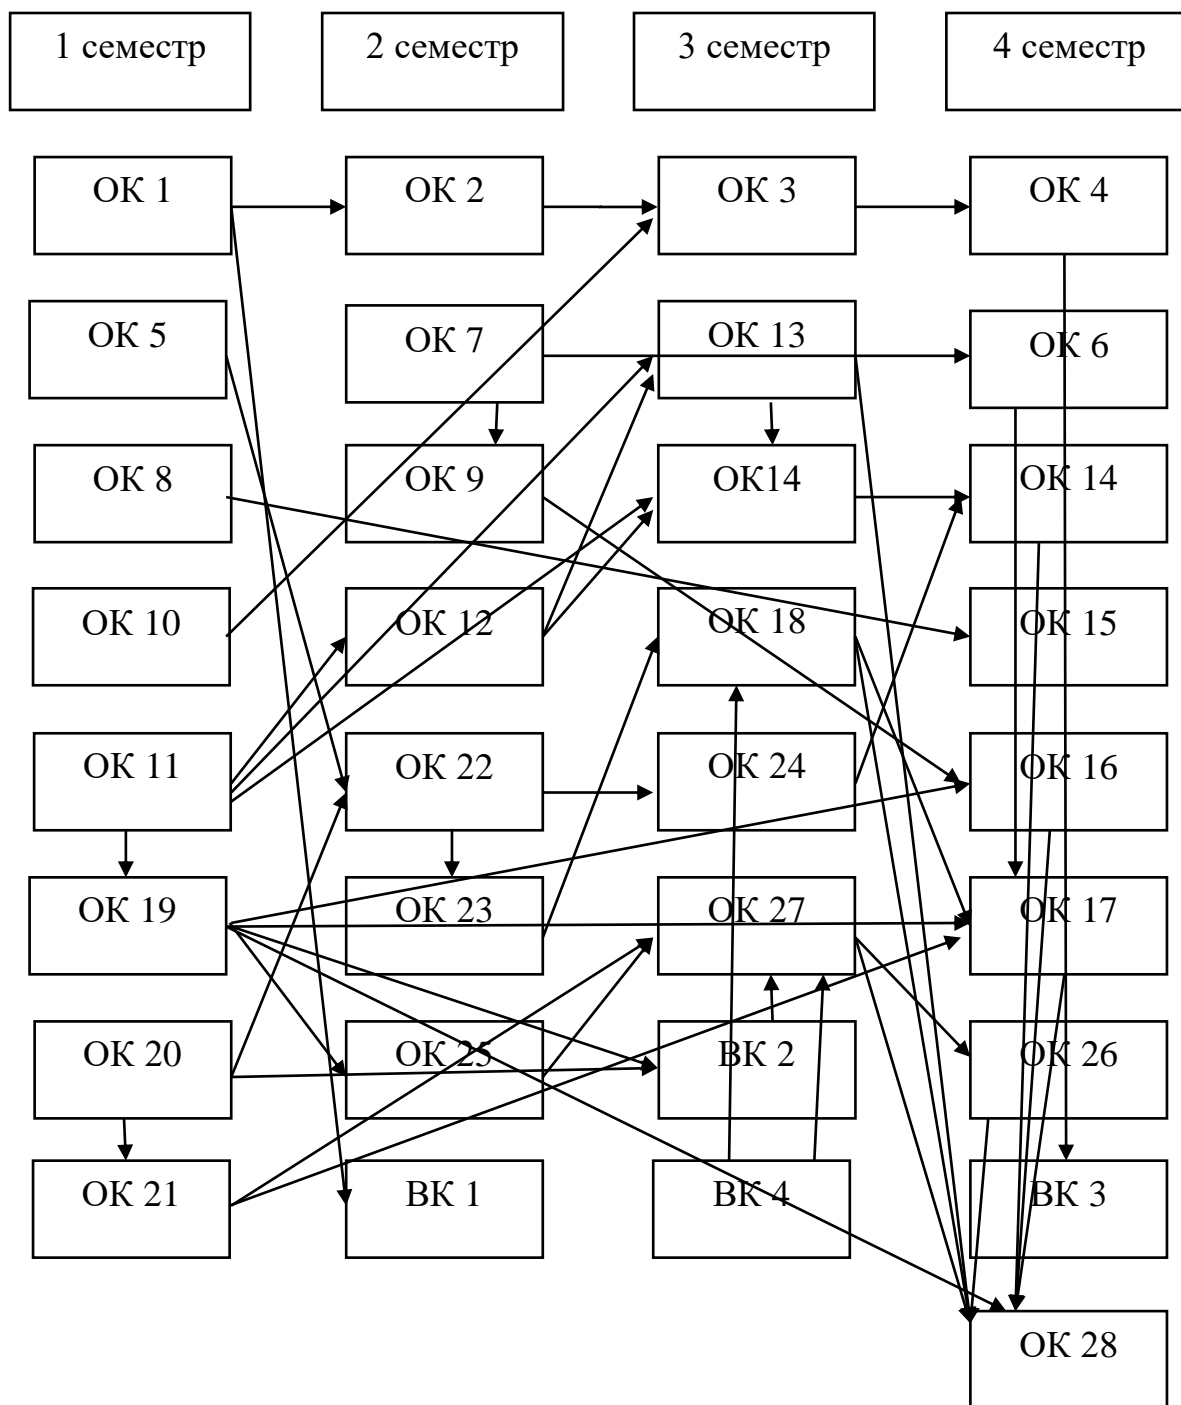 1 семестр 2 семестр 3 семестр 4 семестр
ОК 1 ОК 2 ОК 3 ОК 4
ОК 5 ОК 7 ОК 13 ОК 6
ОК 8 ОК 9 ОК14 ОК 14
ОК 10 ОК 12 ОК 18 ОК 15
ОК 11 ОК 22 ОК 24 ОК 16
ОК 19 ОК 23 ОК 27 ОК 17
ОК 20 ОК 25 ВК 2 ОК 26
ОК 21 ВК 1 ВК 4 ВК 3
ОК 28